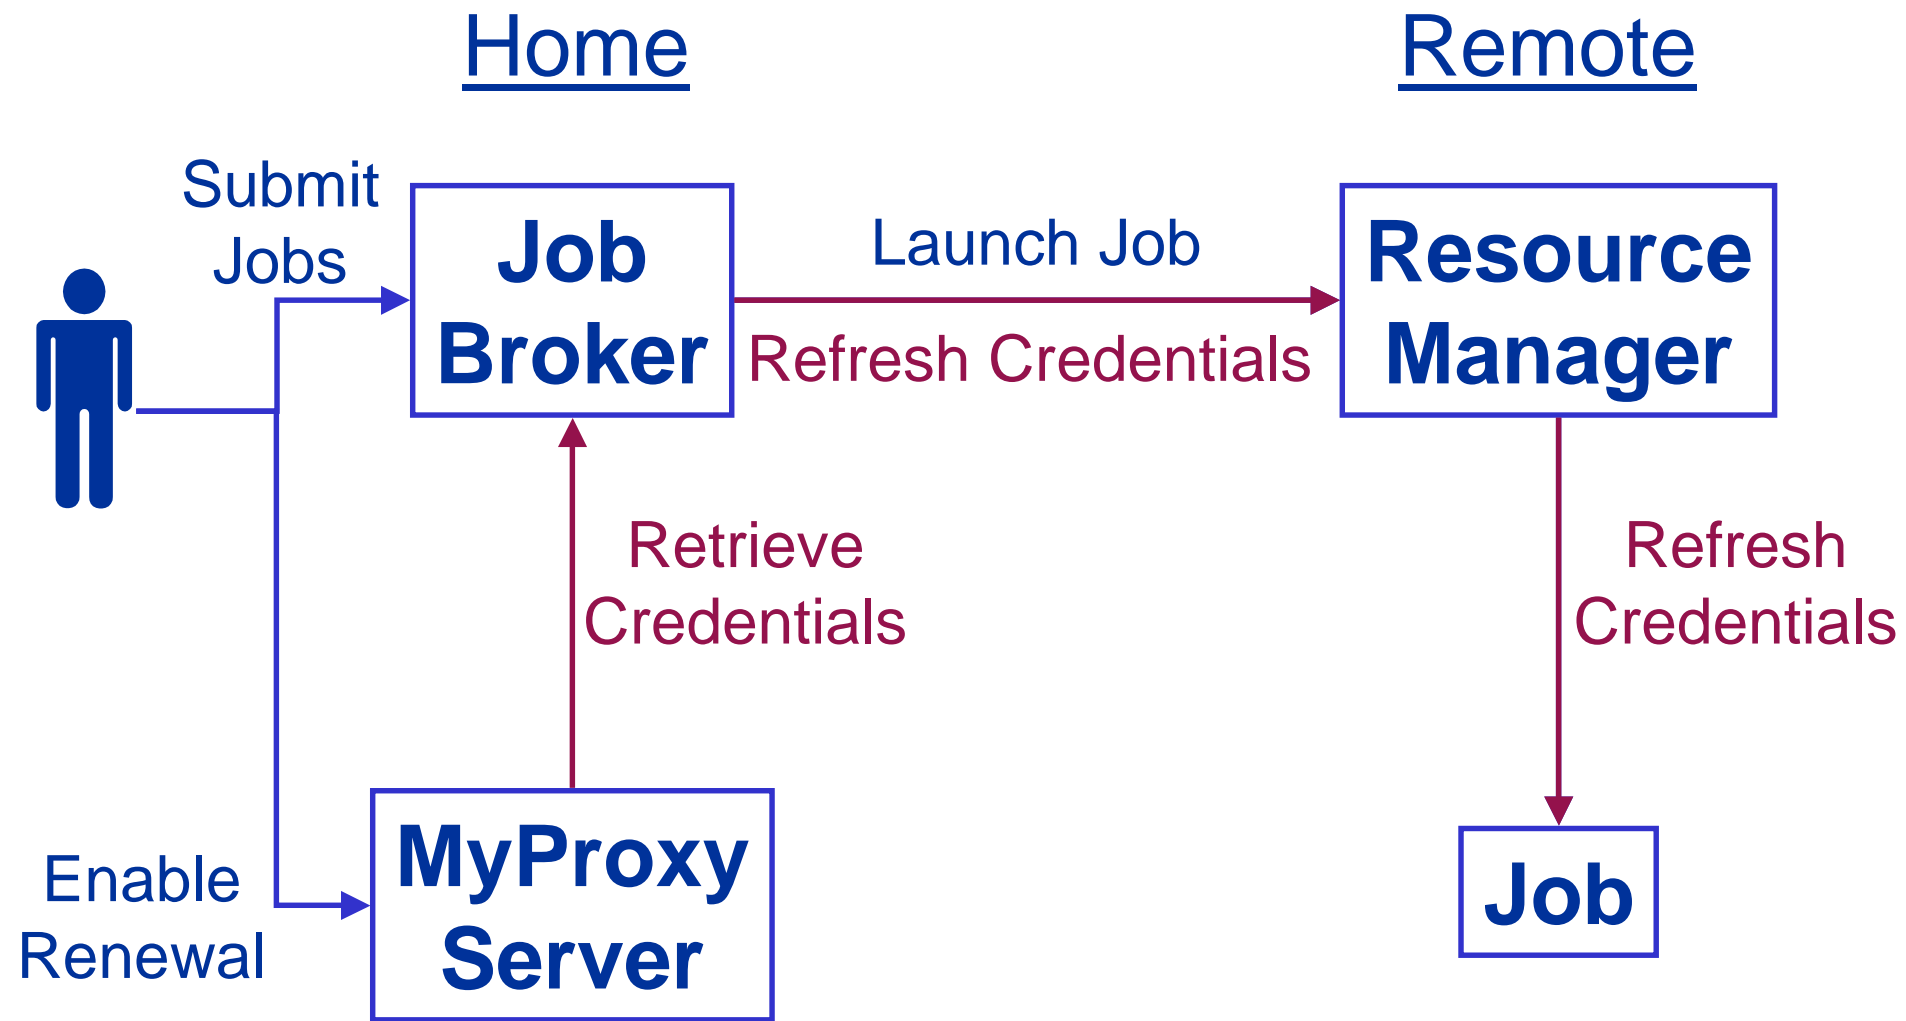 Home
Remote
Submit
Jobs
Job
Broker
Launch Job
Refresh Credentials
Resource
Manager
Retrieve
Credentials
Refresh
Credentials
Enable
Renewal
MyProxy
Server
Job